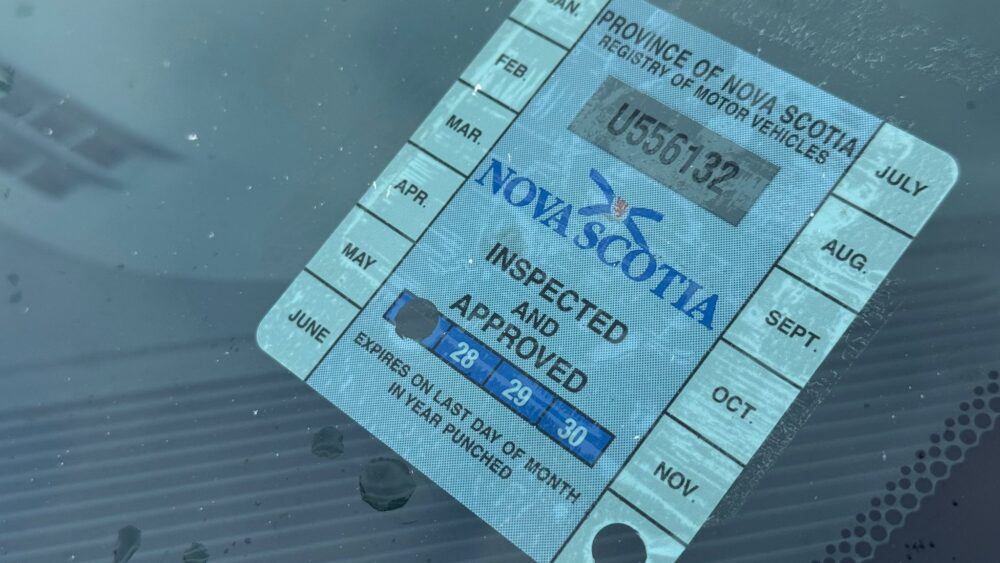 PROVINCE OF NOVA SCOTIA
REGISTRY OF MOTOR VEHICLES
U556132
NOVA SCOTIA
INSPECTED
AND
APPROVED
28 29 30
EXPIRES ON LAST DAY OF MONTH
IN YEAR PUNCHED
JAN.
FEB.
MAR.
APR.
MAY
JUNE
JULY
AUG.
SEPT.
OCT.
NOV.